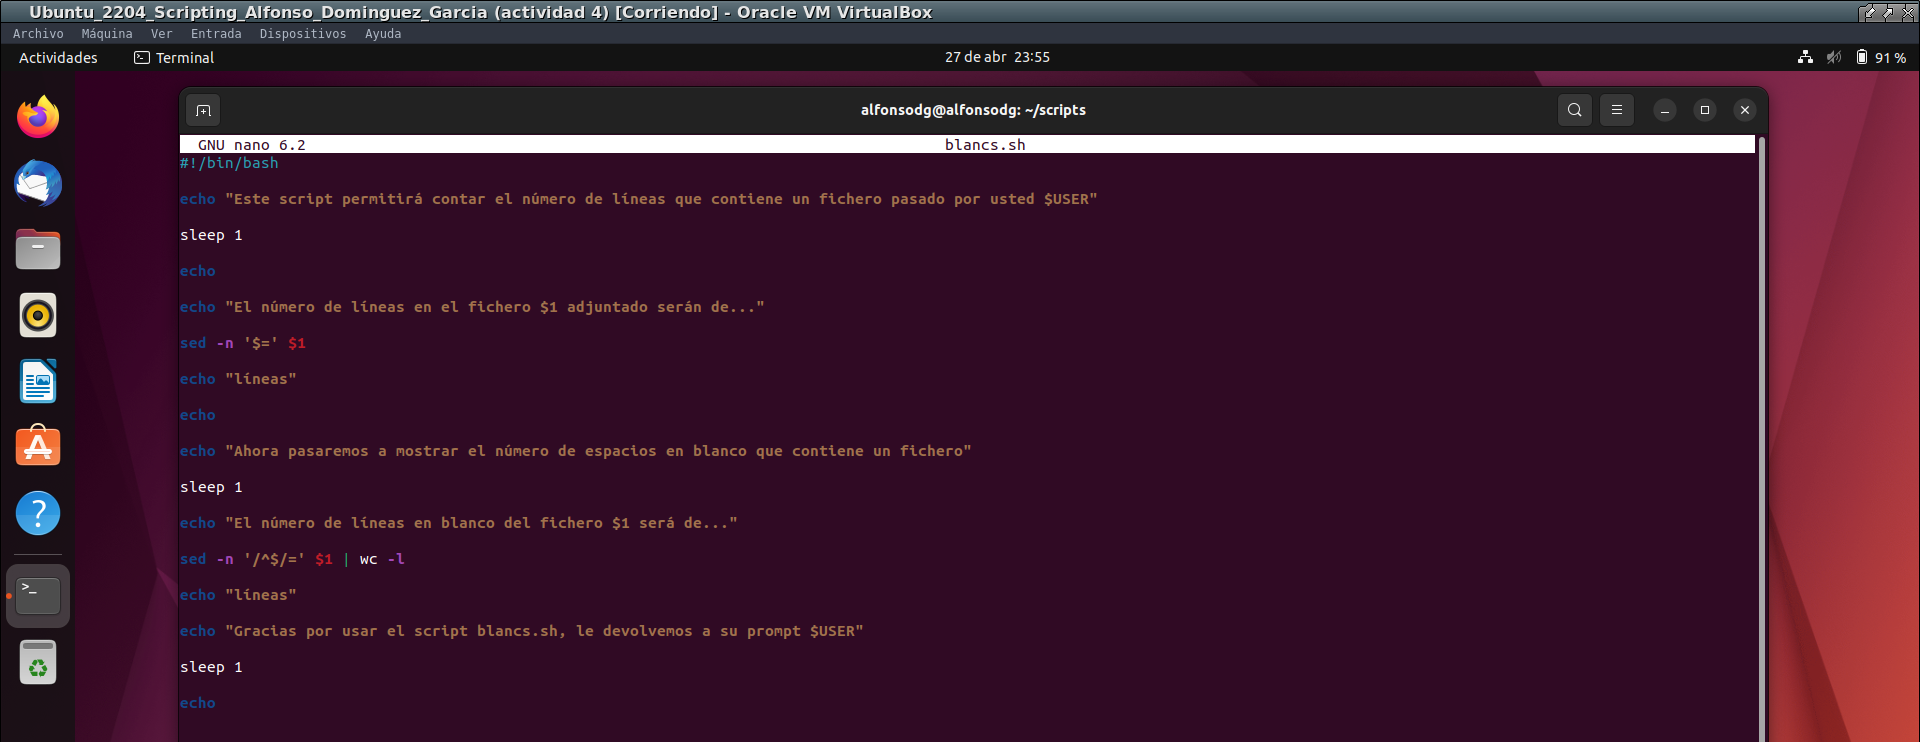 Ubuntu_2204_Scripting_Alfonso_Dominguez_Garcia (actividad 4) [Corriendo] - Oracle VM VirtualBox
Archivo Máquina Ver Entrada Dispositivos Ayuda
Actividades Terminal 27 de abr 23:55 91 %
alfonsodg@alfonsodg: ~/scripts
GNU nano 6.2 blancs.sh
#!/bin/bash
echo "Este script permitirá contar el número de líneas que contiene un fichero pasado por usted $USER"
sleep 1
echo
echo "El número de líneas en el fichero $1 adjuntado serán de..."
sed -n '$=' $1
echo "líneas"
echo
echo "Ahora pasaremos a mostrar el número de espacios en blanco que contiene un fichero"
sleep 1
echo "El número de líneas en blanco del fichero $1 será de..."
sed -n '/^$/=' $1 | wc -l
echo "líneas"
echo "Gracias por usar el script blancs.sh, le devolvemos a su prompt $USER"
sleep 1
echo